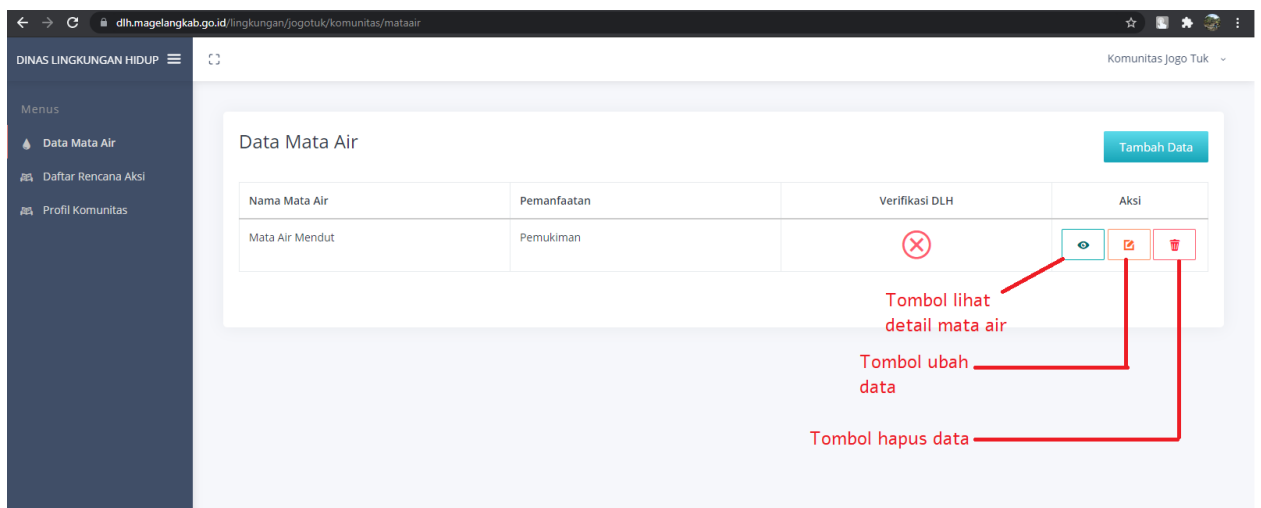 dlh.magelangkab.go.id/lingkungan/jogotuk/komunitas/mataair
DINAS LINGKUNGAN HIDUP
Komunitas Jogo Tuk
Menus
Data Mata Air
Daftar Rencana Aksi
Profil Komunitas
Data Mata Air
Tambah Data
Nama Mata Air Pemanfaatan Verifikasi DLH Aksi
Mata Air Mendut Pemukiman
Tombol lihat
detail mata air
Tombol ubah
data
Tombol hapus data